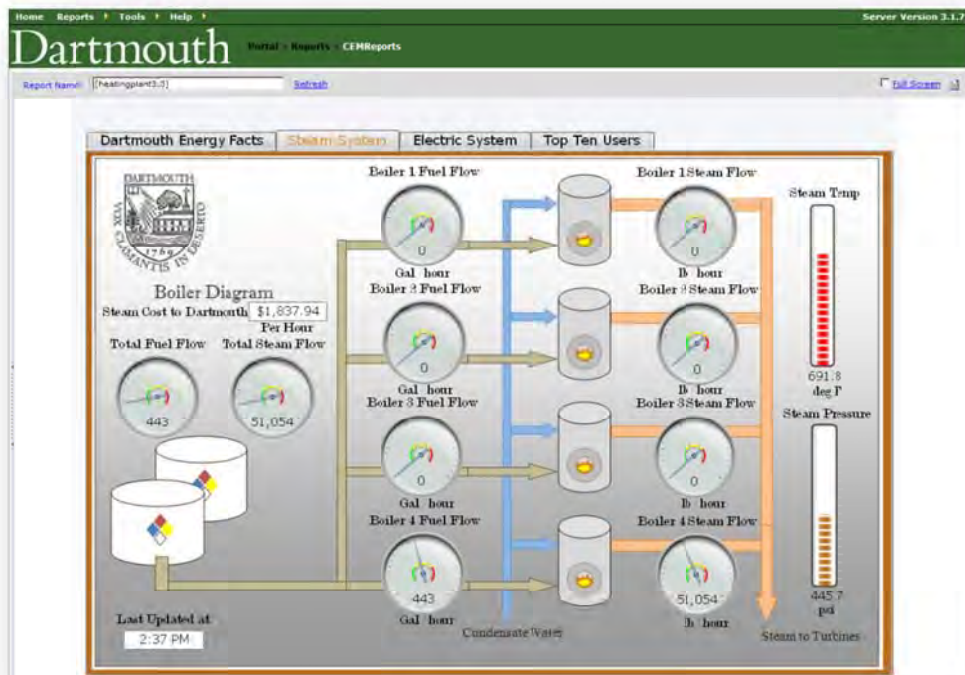 Home Reports Tools Help Server Version 3.1.7
Dartmouth Portal > Reports > CEMReports
Report Name: [heatingplant3.0] Refresh Full Screen
Dartmouth Energy Facts Steam System Electric System Top Ten Users
DARTMOUTH
VOX CLAMANTIS IN DESERTO
1769
Boiler Diagram
Steam Cost to Dartmouth $1,837.94
Per Hour
Total Fuel Flow Total Steam Flow
443 51,054
Last Updated at
2:37 PM
Boiler 1 Fuel Flow
0
Gal hour
Boiler 2 Fuel Flow
0
Gal hour
Boiler 3 Fuel Flow
0
Gal hour
Boiler 4 Fuel Flow
443
Gal hour
Condensate Water
Boiler 1 Steam Flow
0
lb hour
Boiler 2 Steam Flow
0
lb hour
Boiler 3 Steam Flow
0
lb hour
Boiler 4 Steam Flow
51,054
lb hour
Steam Temp
691.8
deg F
Steam Pressure
445.7
psi
Steam to Turbines